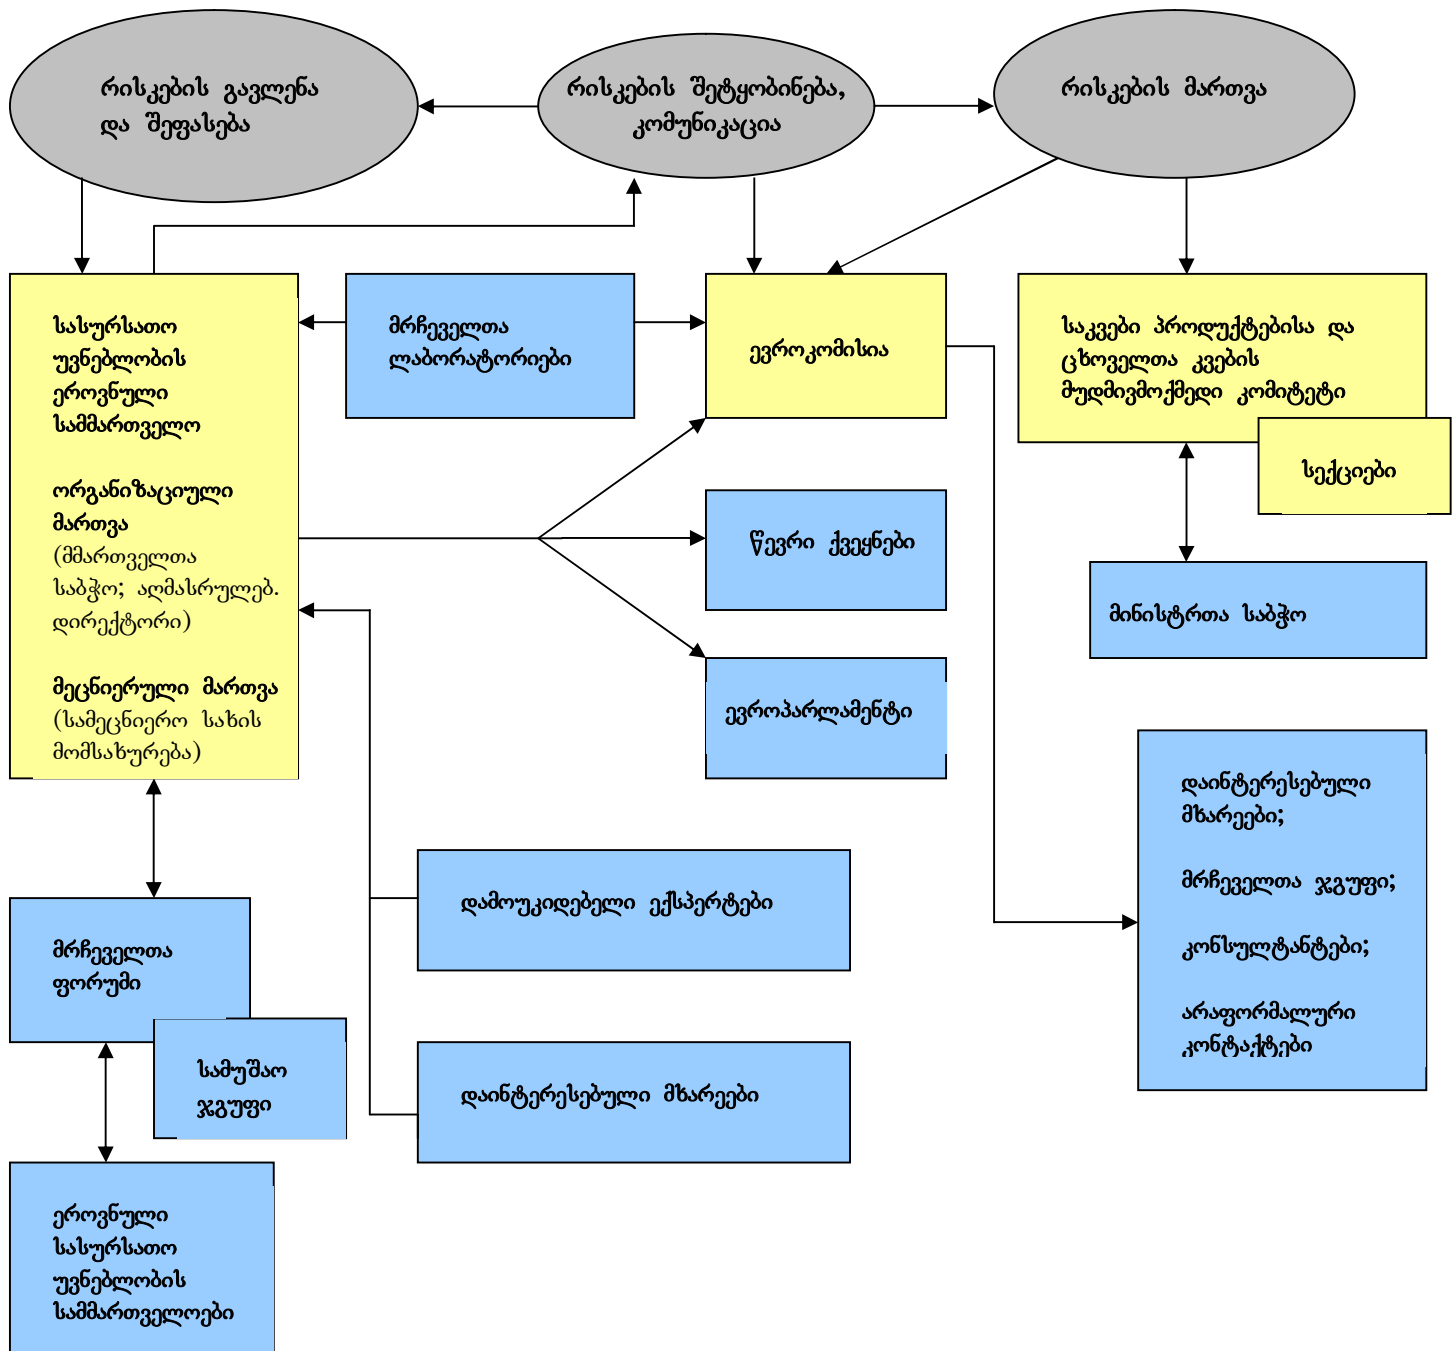 რისკების გავლენა
და შეფასება
რისკების შეტყობინება,
კომუნიკაცია
რისკების მართვა
სასურსათო
უვნებლობის
ეროვნული
სამმართველო
ორგანიზაციული
მართვა
(მმართველთა
საბჭო; აღმასრულებ.
დირექტორი)
მეცნიერული მართვა
(სამეცნიერო სახის
მომსახურება)
მრჩეველთა
ლაბორატორიები
ევროკომისია
საკვები პროდუქტებისა და
ცხოველთა კვების
მუდმივმოქმედი კომიტეტი
სექციები
წევრი ქვეყნები
მინისტრთა საბჭო
ევროპარლამენტი
დაინტერესებული
მხარეები;
მრჩეველთა ჯგუფი;
კონსულტანტები;
არაფორმალური
კონტაქტები
დამოუკიდებელი ექსპერტები
მრჩეველთა
ფორუმი
სამუშაო
ჯგუფი
დაინტერესებული მხარეები
ეროვნული
სასურსათო
უვნებლობის
სამმართველოები